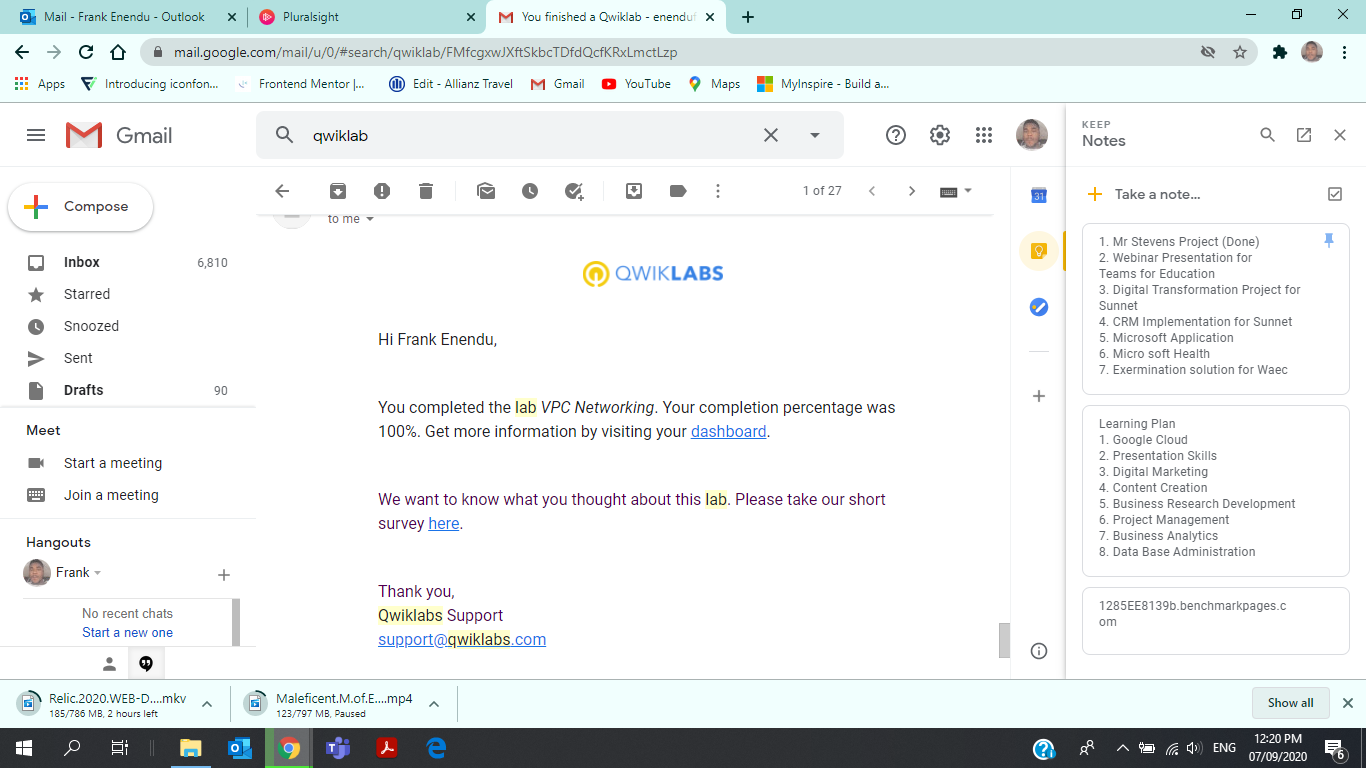 Mail - Frank Enendu - Outlook
Pluralsight
You finished a Qwiklab - enenduf
mail.google.com/mail/u/0/#search/qwiklab/FMfcgxwJXftSkbcTDfdQcfKRxLmctLzp
Apps
Introducing iconfon...
Frontend Mentor |...
Edit - Allianz Travel
Gmail
YouTube
Maps
MyInspire - Build a...
Gmail
qwiklab
KEEP
Notes
Compose
1 of 27
31
Take a note...
to me
Inbox 6,810
Starred
Snoozed
Sent
Drafts 90
Meet
Start a meeting
Join a meeting
Hangouts
Frank
No recent chats
Start a new one
QWIKLABS
Hi Frank Enendu,
You completed the lab VPC Networking. Your completion percentage was
100%. Get more information by visiting your dashboard.
We want to know what you thought about this lab. Please take our short
survey here.
Thank you,
Qwiklabs Support
support@qwiklabs.com
1. Mr Stevens Project (Done)
2. Webinar Presentation for
Teams for Education
3. Digital Transformation Project for
Sunnet
4. CRM Implementation for Sunnet
5. Microsoft Application
6. Micro soft Health
7. Exermination solution for Waec
Learning Plan
1. Google Cloud
2. Presentation Skills
3. Digital Marketing
4. Content Creation
5. Business Research Development
6. Project Management
7. Business Analytics
8. Data Base Administration
1285EE8139b.benchmarkpages.c
om
Relic.2020.WEB-D....mkv
185/786 MB, 2 hours left
Maleficent.M.of.E....mp4
123/797 MB, Paused
Show all
ENG
12:20 PM
07/09/2020
6